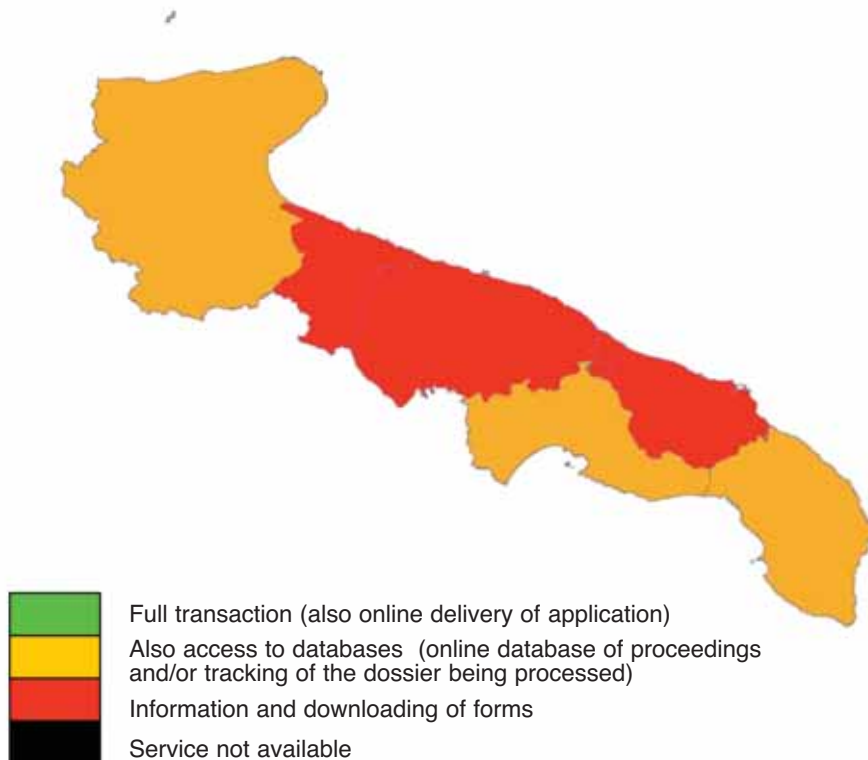 Full transaction (also online delivery of application)
Also access to databases (online database of proceedings
and/or tracking of the dossier being processed)
Information and downloading of forms
Service not available